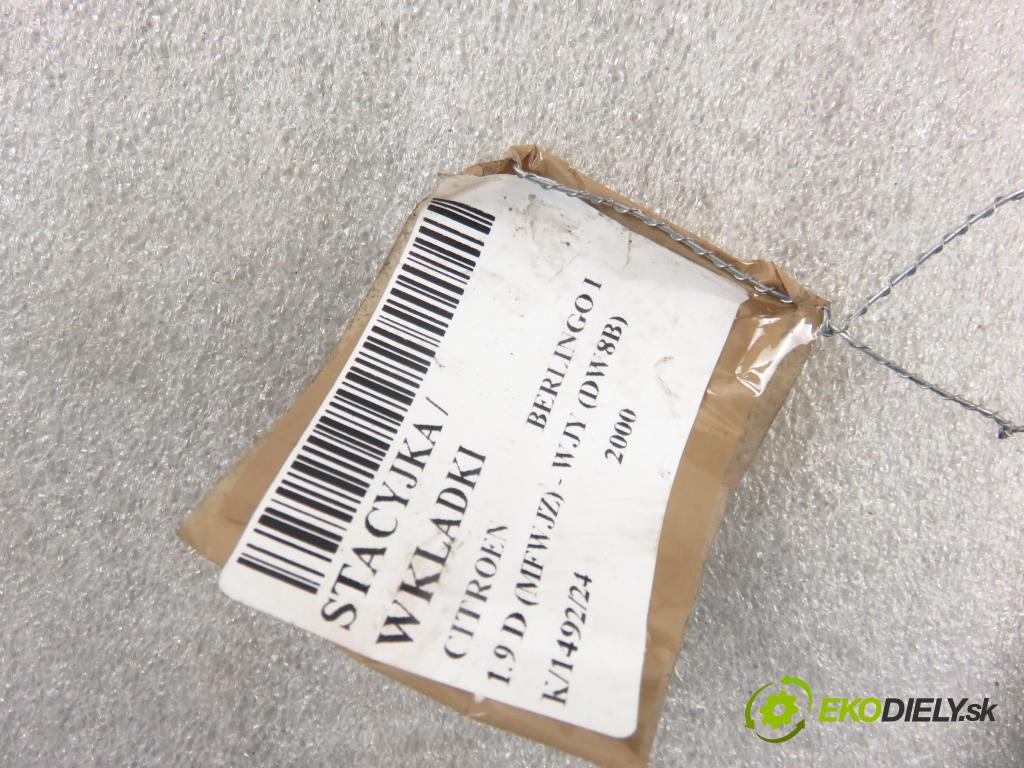 STACYJKA /
WKLADKI
CITROEN BERLINGO I
1.9 D (MFWJZ) - WJY (DW8B)
K/1492/24 2000
EKODIELY.sk